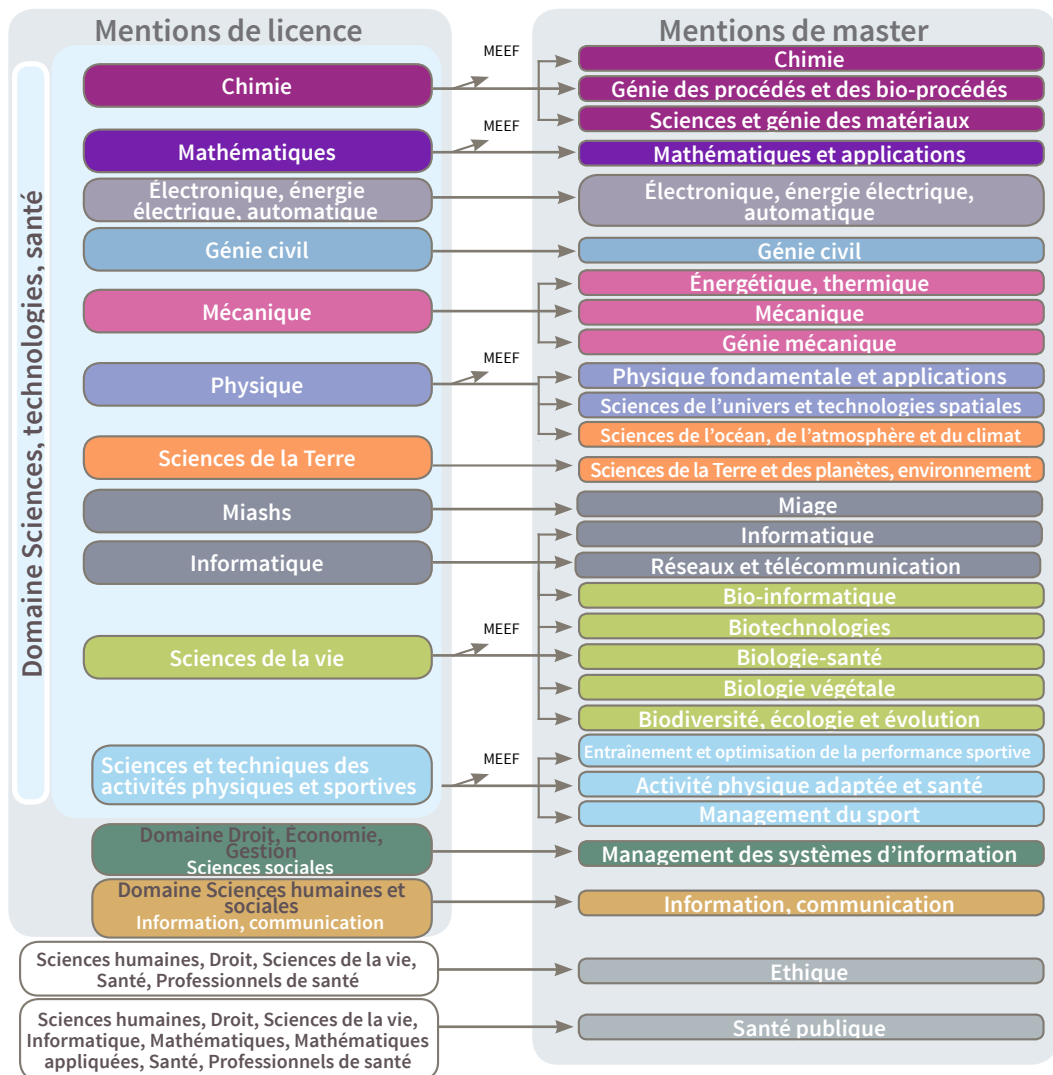 Mentions de licence
Mentions de master
Domaine Sciences, technologies, santé
Chimie
MEEF
Chimie
Génie des procédés et des bio-procédés
Sciences et génie des matériaux
Mathématiques
MEEF
Mathématiques et applications
Électronique, énergie
électrique, automatique
Électronique, énergie électrique,
automatique
Génie civil
Génie civil
Mécanique
Énergétique, thermique
Mécanique
Génie mécanique
Physique
MEEF
Physique fondamentale et applications
Sciences de l’univers et technologies spatiales
Sciences de l’océan, de l’atmosphère et du climat
Sciences de la Terre
Sciences de la Terre et des planètes, environnement
Miashs
Miage
Informatique
Informatique
Réseaux et télécommunication
Sciences de la vie
MEEF
Bio-informatique
Biotechnologies
Biologie-santé
Biologie végétale
Biodiversité, écologie et évolution
Sciences et techniques des
activités physiques et sportives
MEEF
Entraînement et optimisation de la performance sportive
Activité physique adaptée et santé
Management du sport
Domaine Droit, Économie,
Gestion
Sciences sociales
Management des systèmes d’information
Domaine Sciences humaines et
sociales
Information, communication
Information, communication
Sciences humaines, Droit, Sciences de la vie,
Santé, Professionnels de santé
Ethique
Sciences humaines, Droit, Sciences de la vie,
Informatique, Mathématiques, Mathématiques
appliquées, Santé, Professionnels de santé
Santé publique